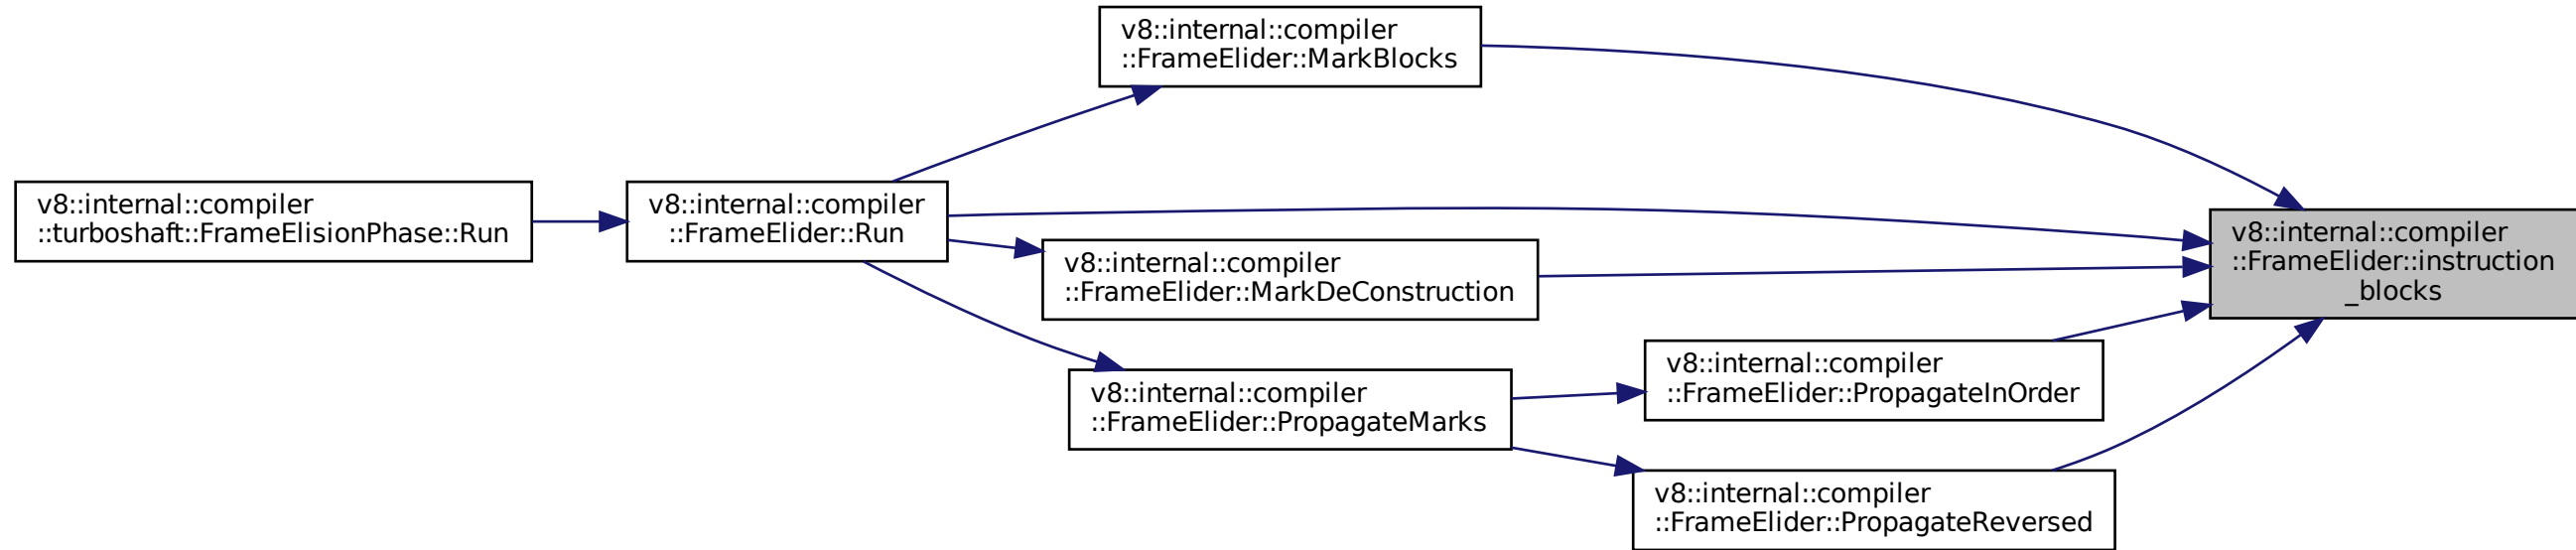 v8::internal::compiler
::FrameElider::MarkBlocks
v8::internal::compiler
::turboshaft::FrameElisionPhase::Run
v8::internal::compiler
::FrameElider::Run
v8::internal::compiler
::FrameElider::instruction
_blocks
v8::internal::compiler
::FrameElider::MarkDeConstruction
v8::internal::compiler
::FrameElider::PropagateInOrder
v8::internal::compiler
::FrameElider::PropagateMarks
v8::internal::compiler
::FrameElider::PropagateReversed